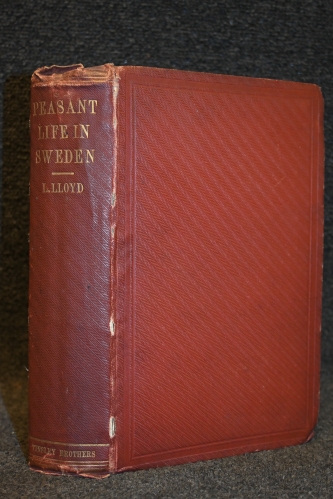 PEASANT
LIFE IN
SWEDEN
L. LLOYD
TINSLEY BROTHERS